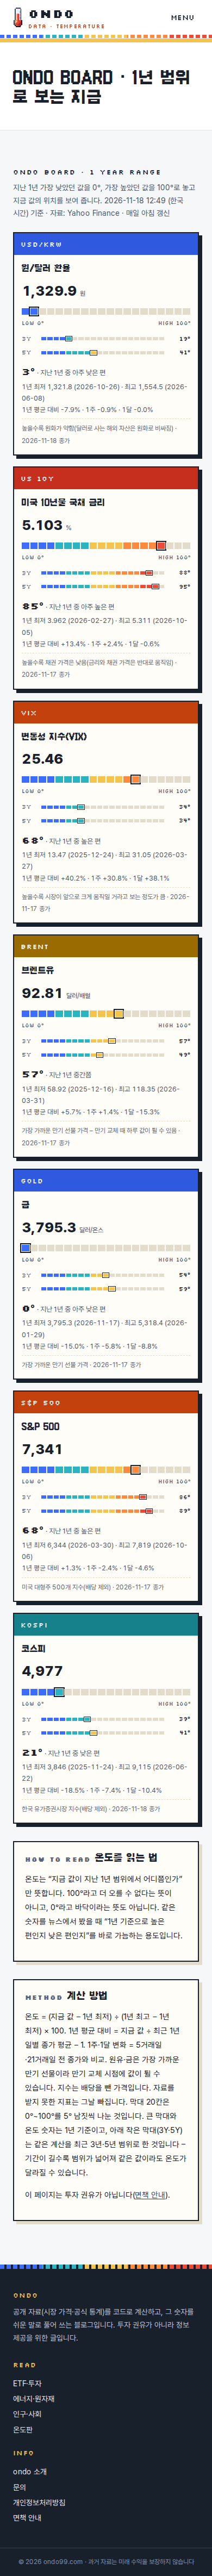 ONDO
DATA · TEMPERATURE
MENU
ONDO BOARD · 1년 범위
로 보는 지금
ONDO BOARD · 1 YEAR RANGE
지난 1년 가장 낮았던 값을 0°, 가장 높았던 값을 100°로 놓고
지금 값의 위치를 보여 줍니다. 2026-11-18 12:49 (한국
시간) 기준 · 자료: Yahoo Finance · 매일 아침 갱신
USD/KRW
원/달러 환율
1,329.9 원
LOW 0° HIGH 100°
3Y 19°
5Y 41°
3° · 지난 1년 중 아주 낮은 편
1년 최저 1,321.8 (2026-10-26) · 최고 1,554.5 (2026-
06-08)
1년 평균 대비 -7.9% · 1주 -0.9% · 1달 -0.0%
높을수록 원화가 약함(달러로 사는 해외 자산은 원화로 비싸짐) ·
2026-11-18 종가
US 10Y
미국 10년물 국채 금리
5.103 %
LOW 0° HIGH 100°
3Y 88°
5Y 95°
85° · 지난 1년 중 아주 높은 편
1년 최저 3.962 (2026-02-27) · 최고 5.311 (2026-10-
05)
1년 평균 대비 +13.4% · 1주 +2.4% · 1달 -0.6%
높을수록 채권 가격은 낮음(금리와 채권 가격은 반대로 움직임) ·
2026-11-17 종가
VIX
변동성 지수(VIX)
25.46
LOW 0° HIGH 100°
3Y 34°
5Y 34°
68° · 지난 1년 중 높은 편
1년 최저 13.47 (2025-12-24) · 최고 31.05 (2026-03-
27)
1년 평균 대비 +40.2% · 1주 +30.8% · 1달 +38.1%
높을수록 시장이 앞으로 크게 움직일 거라고 보는 정도가 큼 · 2026-
11-17 종가
BRENT
브렌트유
92.81 달러/배럴
LOW 0° HIGH 100°
3Y 57°
5Y 49°
57° · 지난 1년 중간쯤
1년 최저 58.92 (2025-12-16) · 최고 118.35 (2026-
03-31)
1년 평균 대비 +5.7% · 1주 +1.4% · 1달 -15.3%
가장 가까운 만기 선물 가격 – 만기 교체 때 하루 값이 튈 수 있음 ·
2026-11-17 종가
GOLD
금
3,795.3 달러/온스
LOW 0° HIGH 100°
3Y 54°
5Y 59°
0° · 지난 1년 중 아주 낮은 편
1년 최저 3,795.3 (2026-11-17) · 최고 5,318.4 (2026-
01-29)
1년 평균 대비 -15.0% · 1주 -5.8% · 1달 -8.8%
가장 가까운 만기 선물 가격 · 2026-11-17 종가
S&P 500
S&P 500
7,341
LOW 0° HIGH 100°
3Y 86°
5Y 89°
68° · 지난 1년 중 높은 편
1년 최저 6,344 (2026-03-30) · 최고 7,819 (2026-10-
06)
1년 평균 대비 +1.3% · 1주 -2.4% · 1달 -4.6%
미국 대형주 500개 지수(배당 제외) · 2026-11-17 종가
KOSPI
코스피
4,977
LOW 0° HIGH 100°
3Y 39°
5Y 41°
21° · 지난 1년 중 낮은 편
1년 최저 3,846 (2025-11-24) · 최고 9,115 (2026-06-
22)
1년 평균 대비 -18.5% · 1주 -7.4% · 1달 -10.4%
한국 유가증권시장 지수(배당 제외) · 2026-11-18 종가
HOW TO READ 온도를 읽는 법
온도는 "지금 값이 지난 1년 범위에서 어디쯤인가"
만 뜻합니다. 100°라고 더 오를 수 없다는 뜻이
아니고, 0°라고 바닥이라는 뜻도 아닙니다. 같은
숫자를 뉴스에서 봤을 때 "1년 기준으로 높은
편인지 낮은 편인지"를 바로 가늠하는 용도입니다.
METHOD 계산 방법
온도 = (지금 값 − 1년 최저) ÷ (1년 최고 − 1년
최저) × 100. 1년 평균 대비 = 지금 값 ÷ 최근 1년
일별 종가 평균 − 1. 1주·1달 변화 = 5거래일
·21거래일 전 종가와 비교. 원유·금은 가장 가까운
만기 선물이라 만기 교체 시점에 값이 튈 수
있습니다. 지수는 배당을 뺀 가격입니다. 자료를
받지 못한 지표는 그날 빠집니다. 막대 20칸은
0°~100°를 5° 남짓씩 나눈 것입니다. 큰 막대와
온도 숫자는 1년 기준이고, 아래 작은 막대(3Y·5Y)
는 같은 계산을 최근 3년·5년 범위로 한 것입니다 –
기간이 길수록 범위가 넓어져 같은 값이라도 온도가
달라질 수 있습니다.
이 페이지는 투자 권유가 아닙니다(면책 안내).
ONDO
공개 자료(시장 가격·공식 통계)를 코드로 계산하고, 그 숫자를
쉬운 말로 풀어 쓰는 블로그입니다. 투자 권유가 아니라 정보
제공을 위한 글입니다.
READ
ETF·투자
에너지·원자재
인구·사회
온도판
INFO
ondo 소개
문의
개인정보처리방침
면책 안내
© 2026 ondo99.com · 과거 자료는 미래 수익을 보장하지 않습니다